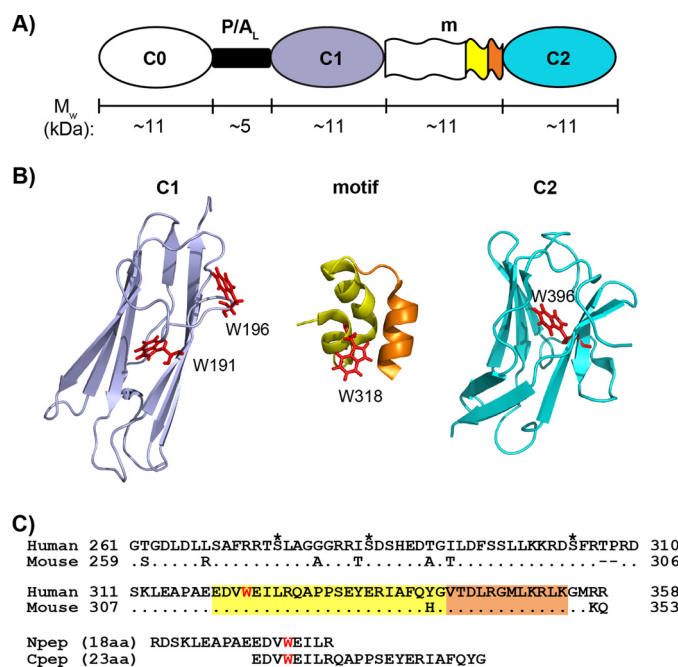 A)
P/AL
m
C0 C1 C2
Mw (kDa): ~11 ~5 ~11 ~11 ~11
B)
C1 motif C2
W196
W191
W318
W396
C)
* * *
Human 261 GTGDLDLLSAFRRTSLAGGGRRISDSHEDTGILDFSSLLKKRDSFRTPRD 310
Mouse 259 .S....R..........A...T......A.T................--.. 306
Human 311 SKLEAPAEEDVWEILRQAPPSEYERIAFQYGVTDLRGMLKRLKGMRR 358
Mouse 307 ..............................H..............KQ 353
Npep (18aa) RDSKLEAPAEEDVWEILR
Cpep (23aa) EDVWEILRQAPPSEYERIAFQYG